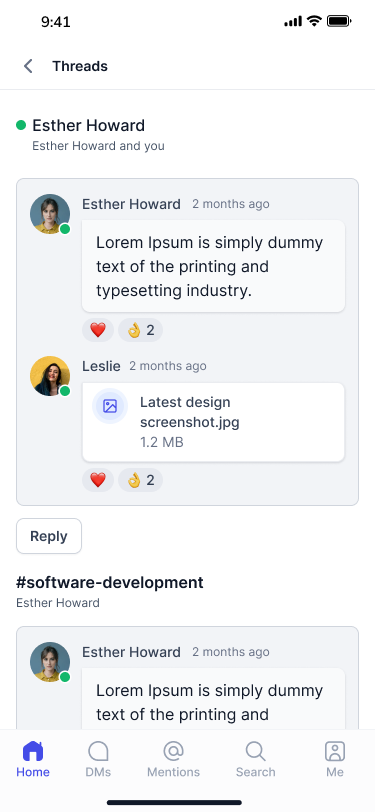 9:41
Threads
Esther Howard
Esther Howard and you
Esther Howard 2 months ago
Lorem Ipsum is simply dummy
text of the printing and
typesetting industry.
❤️ 👌 2
Leslie 2 months ago
Latest design
screenshot.jpg
1.2 MB
❤️ 👌 2
Reply
#software-development
Esther Howard
Esther Howard 2 months ago
Lorem Ipsum is simply dummy
text of the printing and
Home DMs Mentions Search Me